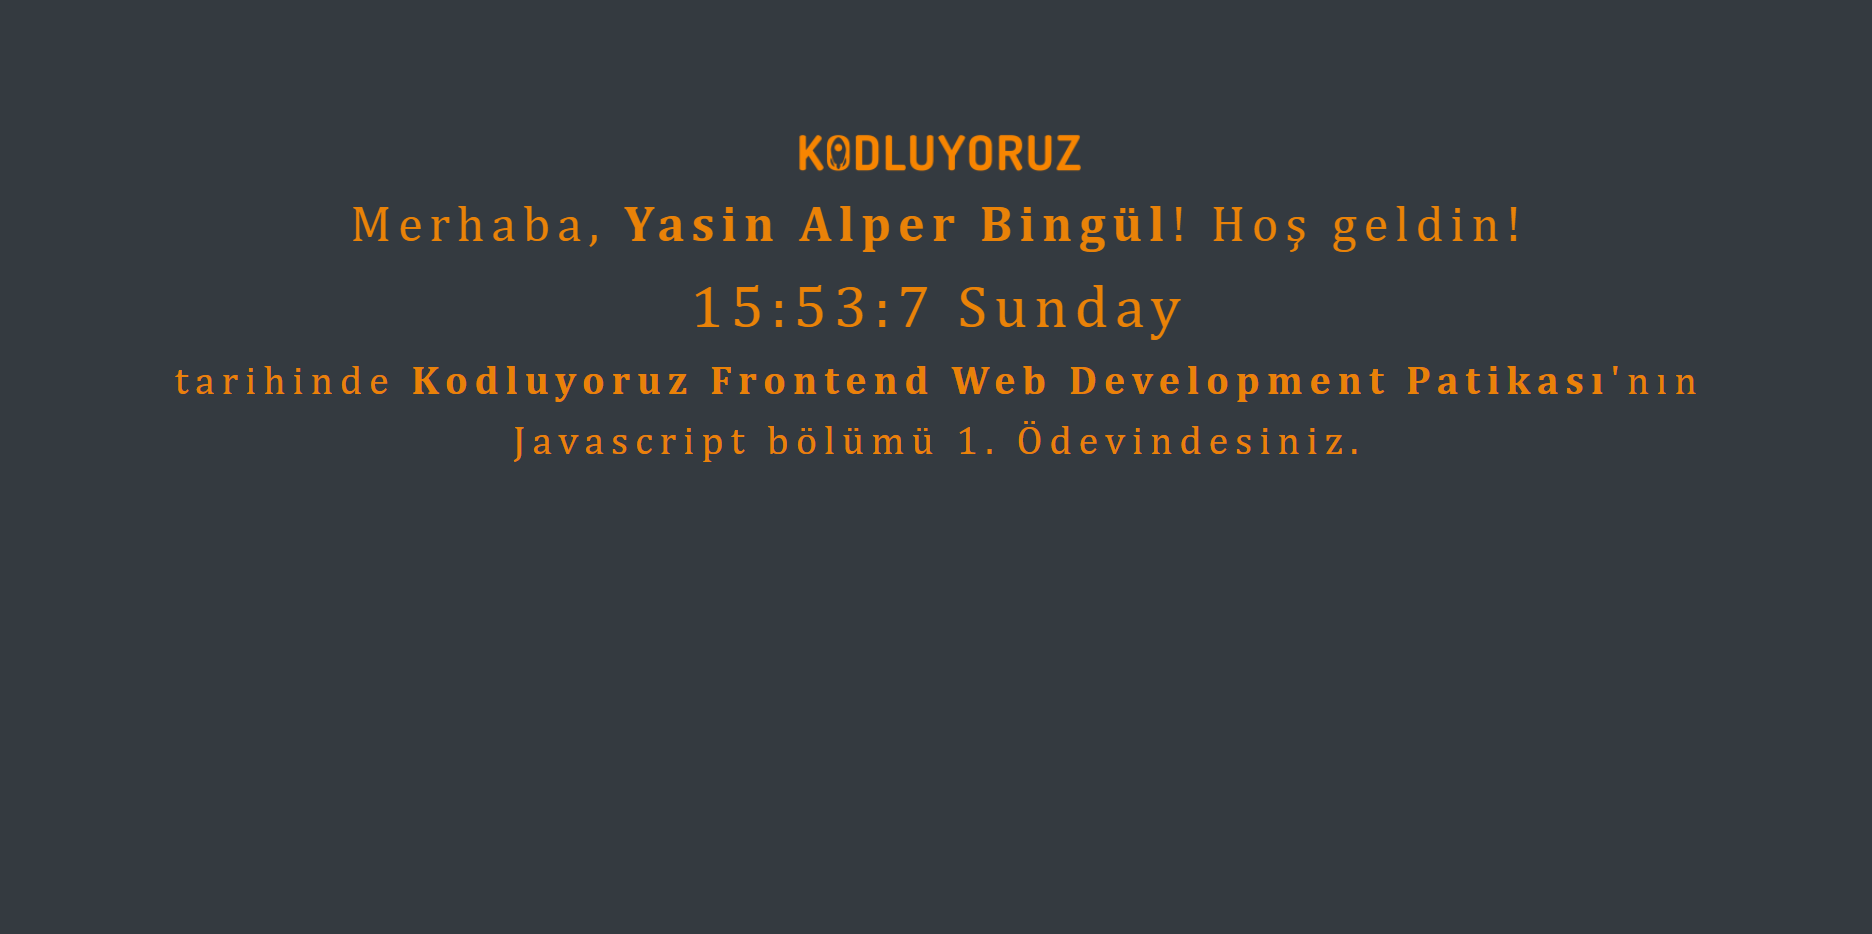 KODLUYORUZ
Merhaba, Yasin Alper Bingül! Hoş geldin!
15:53:7 Sunday
tarihinde Kodluyoruz Frontend Web Development Patikası'nın
Javascript bölümü 1. Ödevindesiniz.